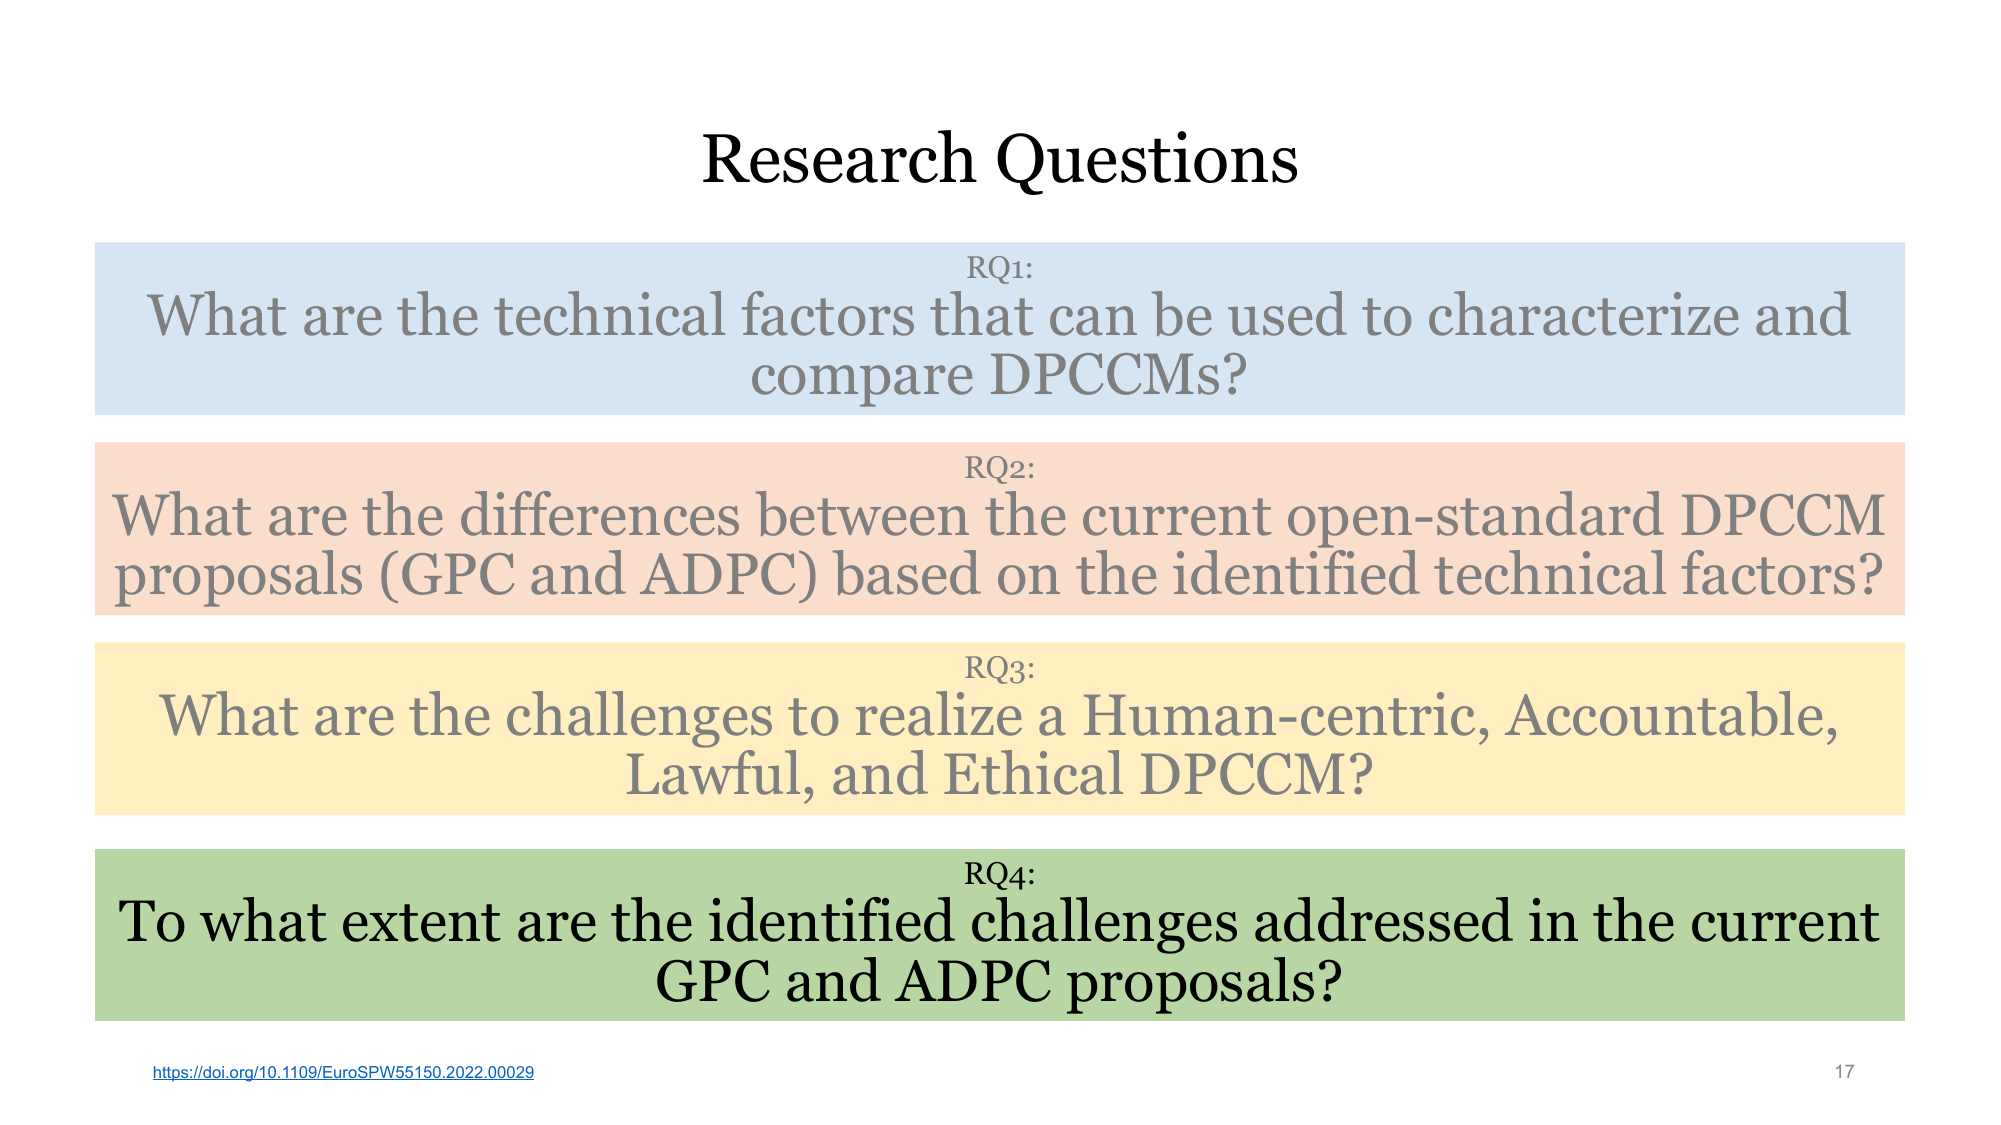 Research Questions
RQ1:
What are the technical factors that can be used to characterize and
compare DPCCMs?
RQ2:
What are the differences between the current open-standard DPCCM
proposals (GPC and ADPC) based on the identified technical factors?
RQ3:
What are the challenges to realize a Human-centric, Accountable,
Lawful, and Ethical DPCCM?
RQ4:
To what extent are the identified challenges addressed in the current
GPC and ADPC proposals?
https://doi.org/10.1109/EuroSPW55150.2022.00029
17